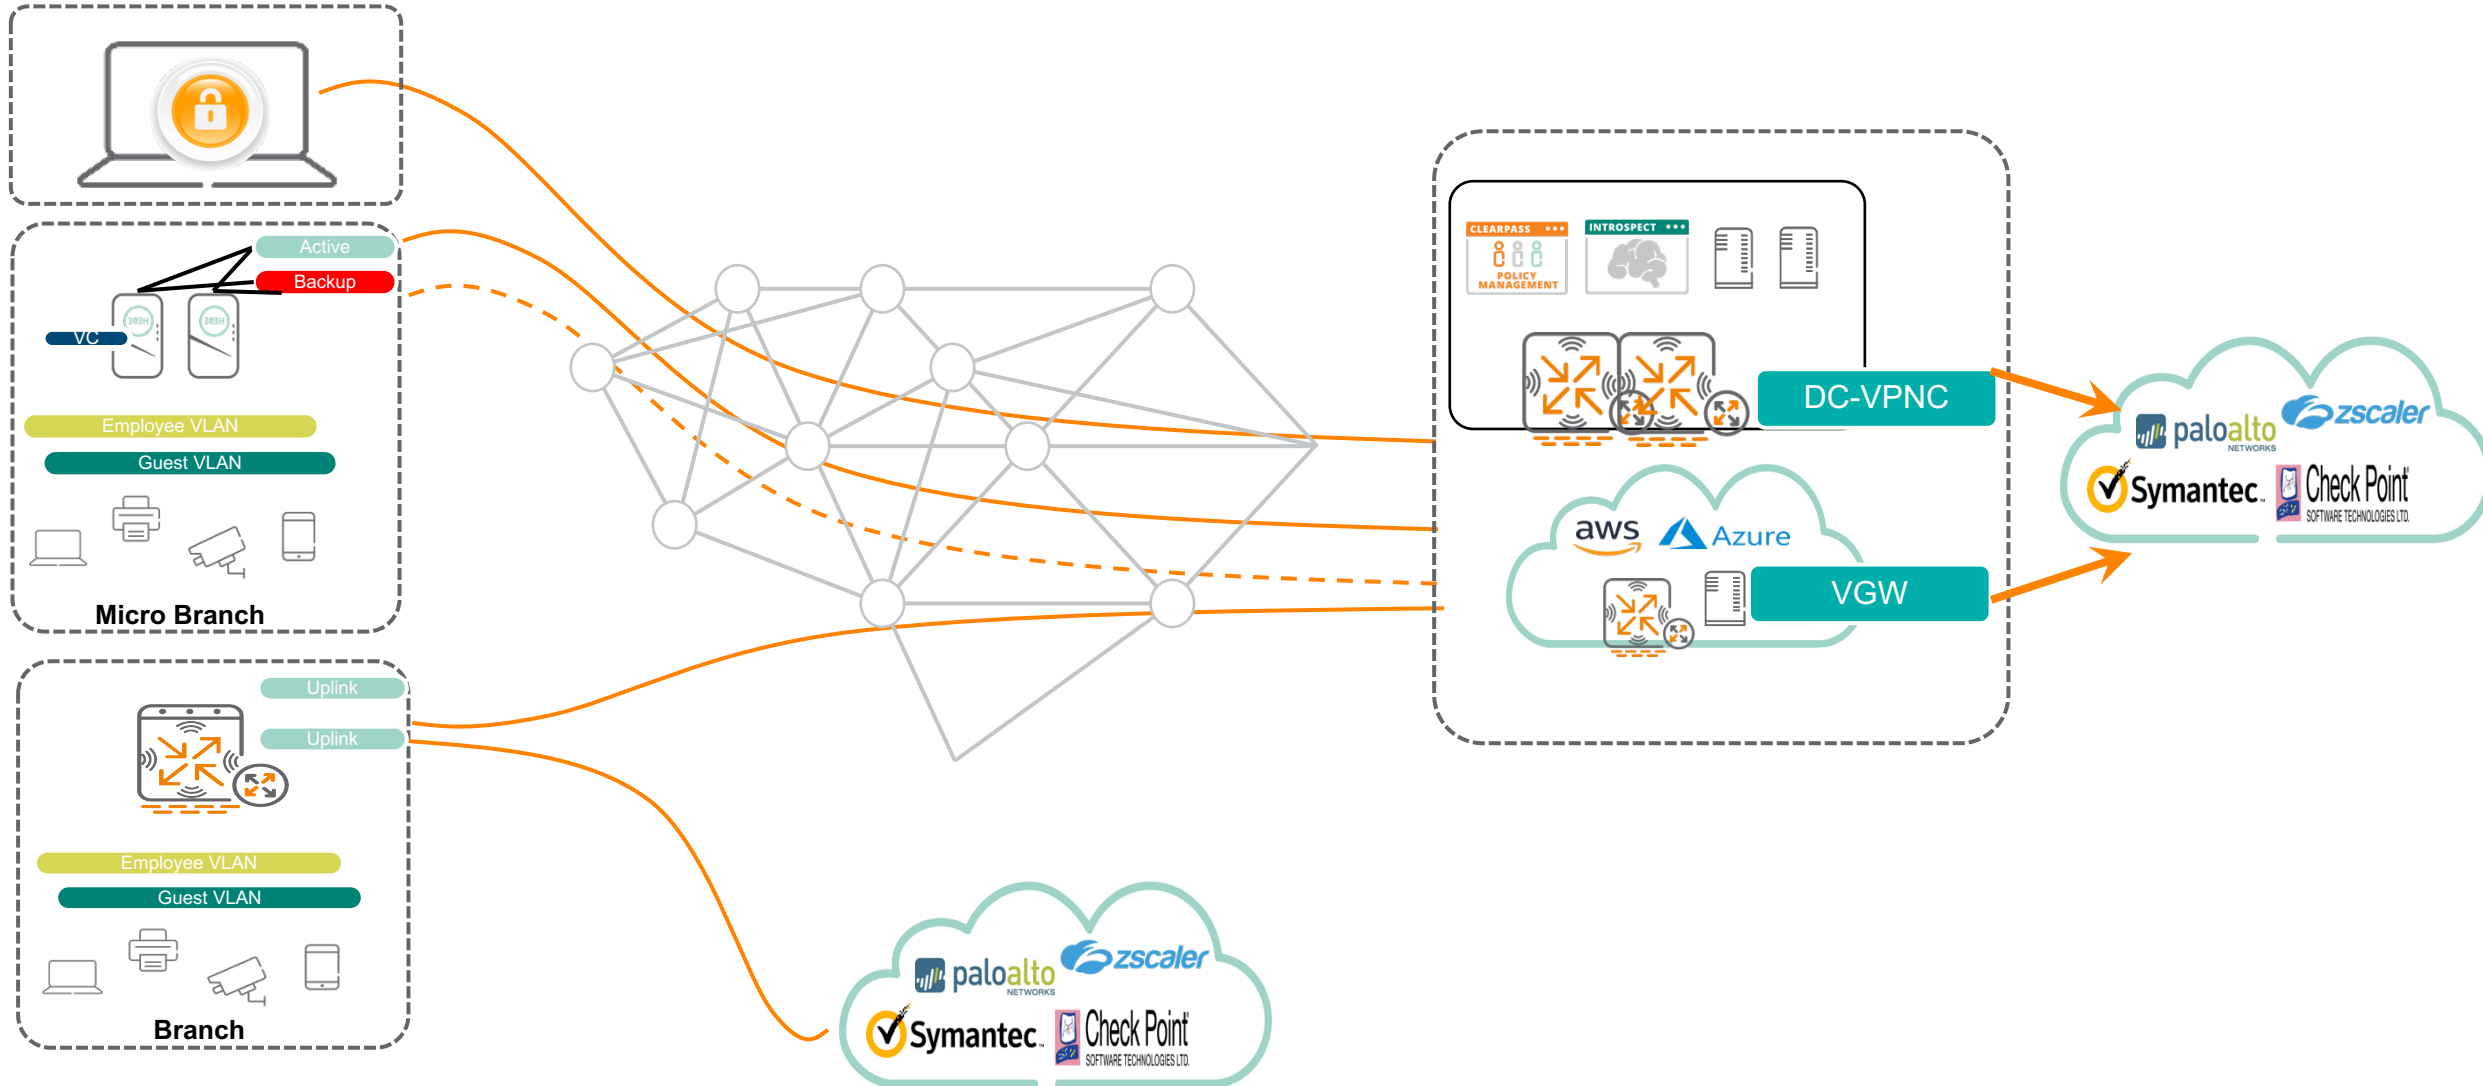 Active
Backup
303H
303H
VC
Employee VLAN
Guest VLAN
Micro Branch
Uplink
Uplink
Employee VLAN
Guest VLAN
Branch
CLEARPASS
POLICY
MANAGEMENT
INTROSPECT
DC-VPNC
aws
Azure
VGW
paloalto
NETWORKS
zscaler
Symantec
Check Point
SOFTWARE TECHNOLOGIES LTD.
paloalto
NETWORKS
zscaler
Symantec
Check Point
SOFTWARE TECHNOLOGIES LTD.